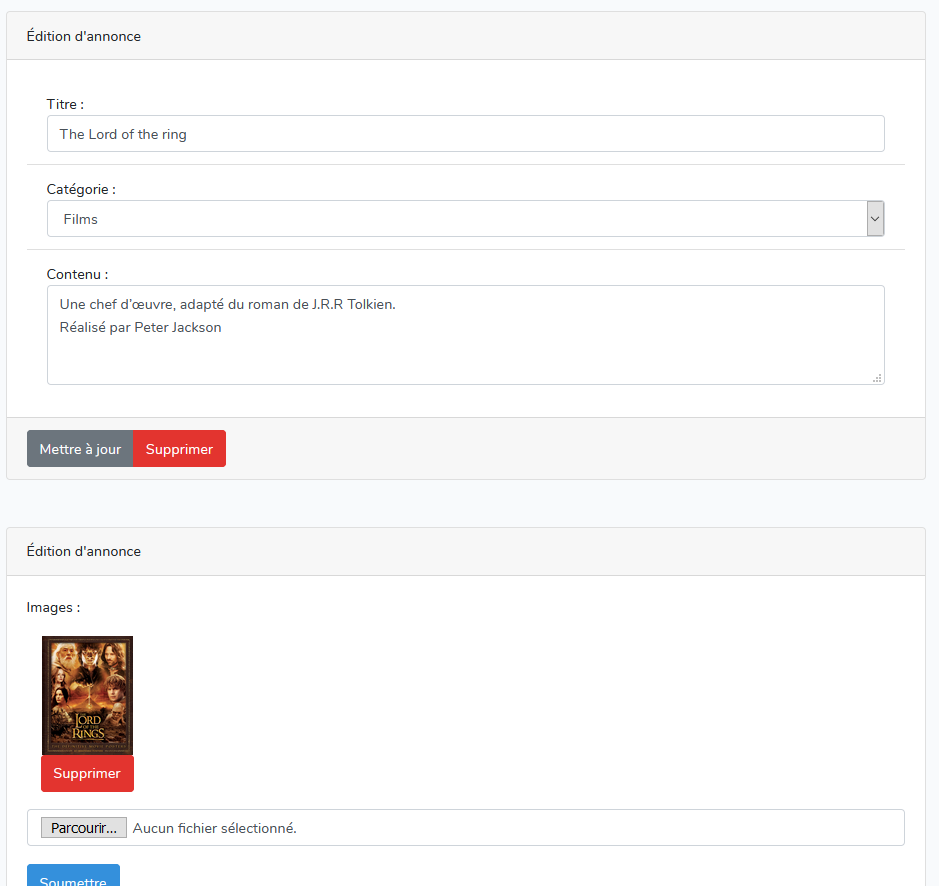 Édition d'annonce
Titre :
The Lord of the ring
Catégorie :
Films
Contenu :
Une chef d’œuvre, adapté du roman de J.R.R Tolkien.
Réalisé par Peter Jackson
Mettre à jour Supprimer
Édition d'annonce
Images :
LORD
OF THE
RINGS
Supprimer
Parcourir... Aucun fichier sélectionné.
Soumettre